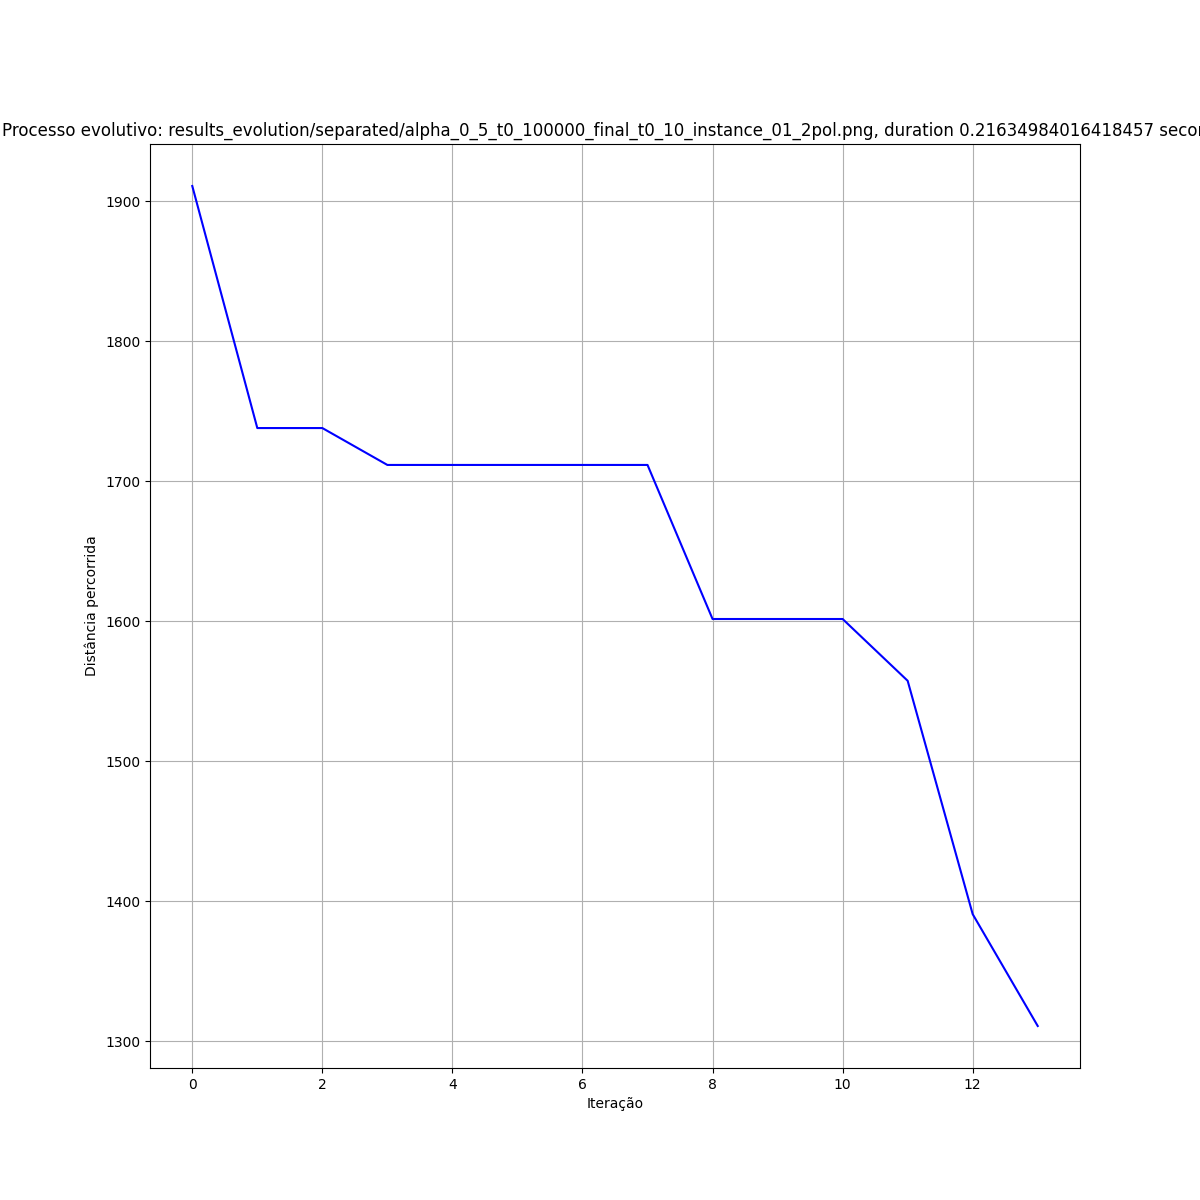 Processo evolutivo: results_evolution/separated/alpha_0_5_t0_100000_final_t0_10_instance_01_2pol.png, duration 0.21634984016418457
1900
1800
1700
1600
1500
1400
1300
Distância percorrida
0 2 4 6 8 10 12
Iteração